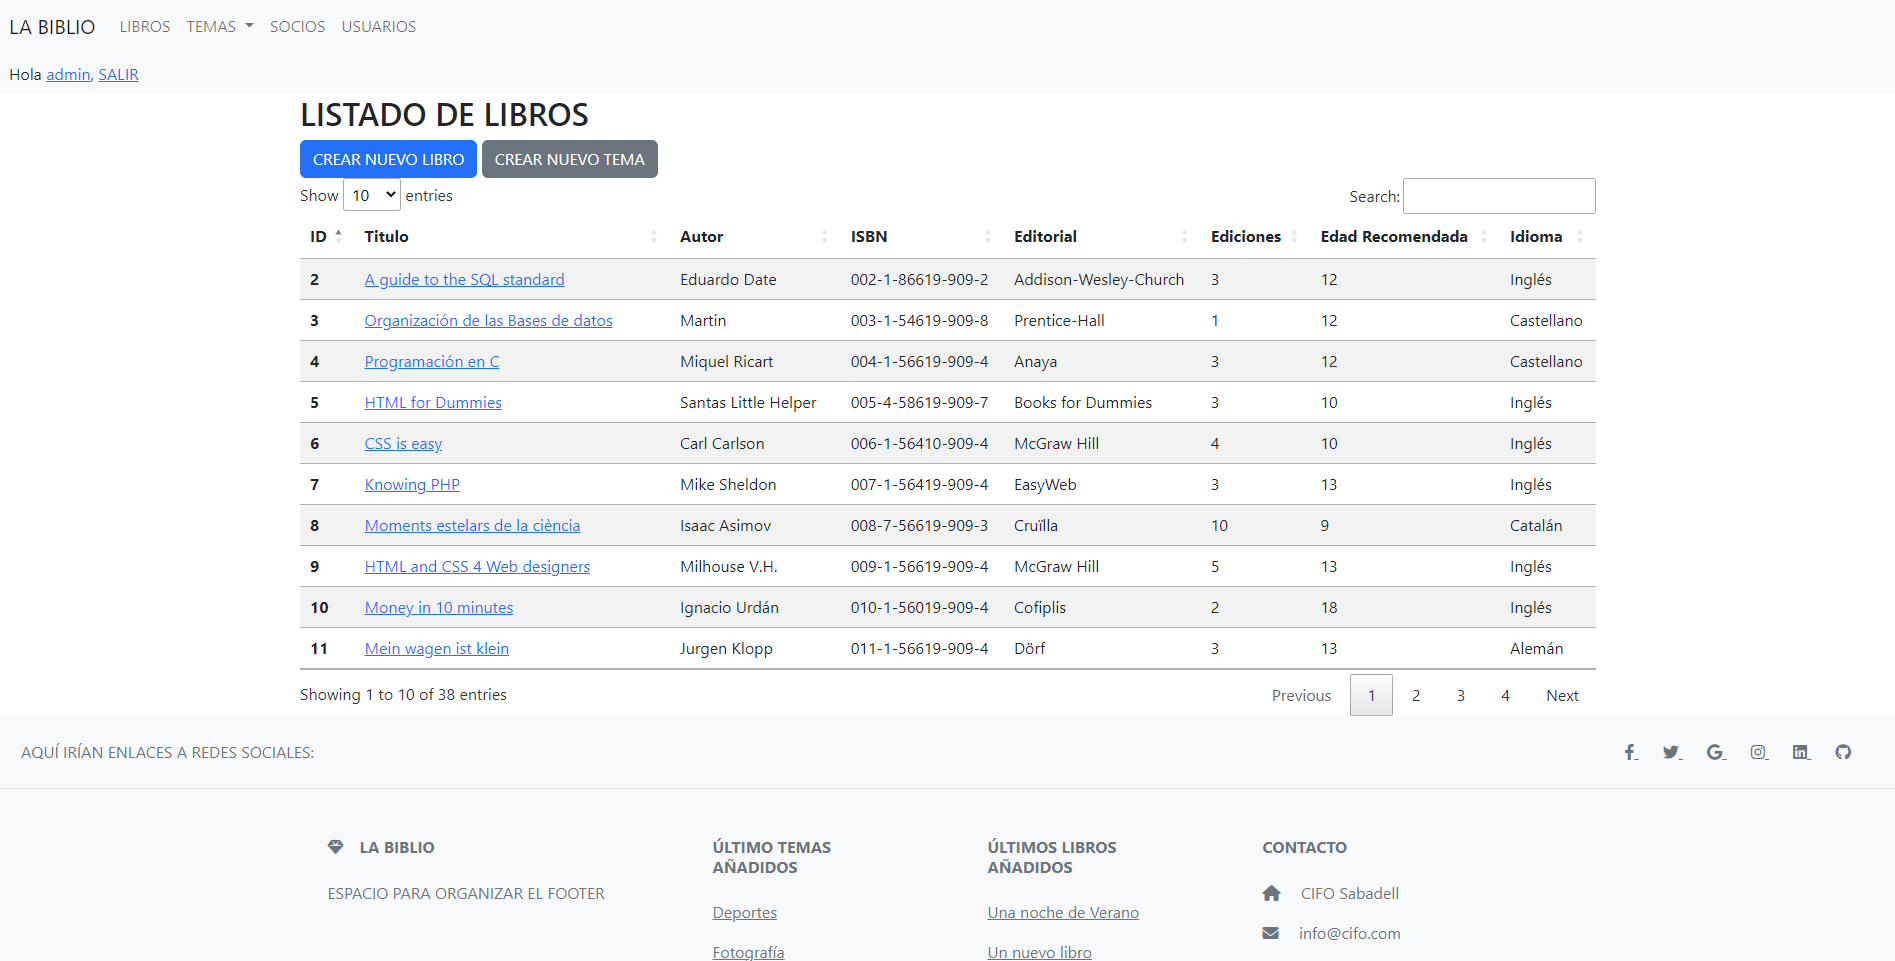 LA BIBLIO LIBROS TEMAS SOCIOS USUARIOS
Hola admin, SALIR
LISTADO DE LIBROS
CREAR NUEVO LIBRO CREAR NUEVO TEMA
Show 10 entries Search:
ID Titulo Autor ISBN Editorial Ediciones Edad Recomendada Idioma
2 A guide to the SQL standard Eduardo Date 002-1-86619-909-2 Addison-Wesley-Church 3 12 Inglés
3 Organización de las Bases de datos Martin 003-1-54619-909-8 Prentice-Hall 1 12 Castellano
4 Programación en C Miquel Ricart 004-1-56619-909-4 Anaya 3 12 Castellano
5 HTML for Dummies Santas Little Helper 005-4-58619-909-7 Books for Dummies 3 10 Inglés
6 CSS is easy Carl Carlson 006-1-56410-909-4 McGraw Hill 4 10 Inglés
7 Knowing PHP Mike Sheldon 007-1-56419-909-4 EasyWeb 3 13 Inglés
8 Moments estelars de la ciència Isaac Asimov 008-7-56619-909-3 Cruïlla 10 9 Catalán
9 HTML and CSS 4 Web designers Milhouse V.H. 009-1-56619-909-4 McGraw Hill 5 13 Inglés
10 Money in 10 minutes Ignacio Urdán 010-1-56019-909-4 Cofiplis 2 18 Inglés
11 Mein wagen ist klein Jurgen Klopp 011-1-56619-909-4 Dörf 3 13 Alemán
Showing 1 to 10 of 38 entries Previous 1 2 3 4 Next
AQUÍ IRÍAN ENLACES A REDES SOCIALES:
LA BIBLIO
ESPACIO PARA ORGANIZAR EL FOOTER
ÚLTIMO TEMAS
AÑADIDOS
Deportes
Fotografía
ÚLTIMOS LIBROS
AÑADIDOS
Una noche de Verano
Un nuevo libro
CONTACTO
CIFO Sabadell
info@cifo.com